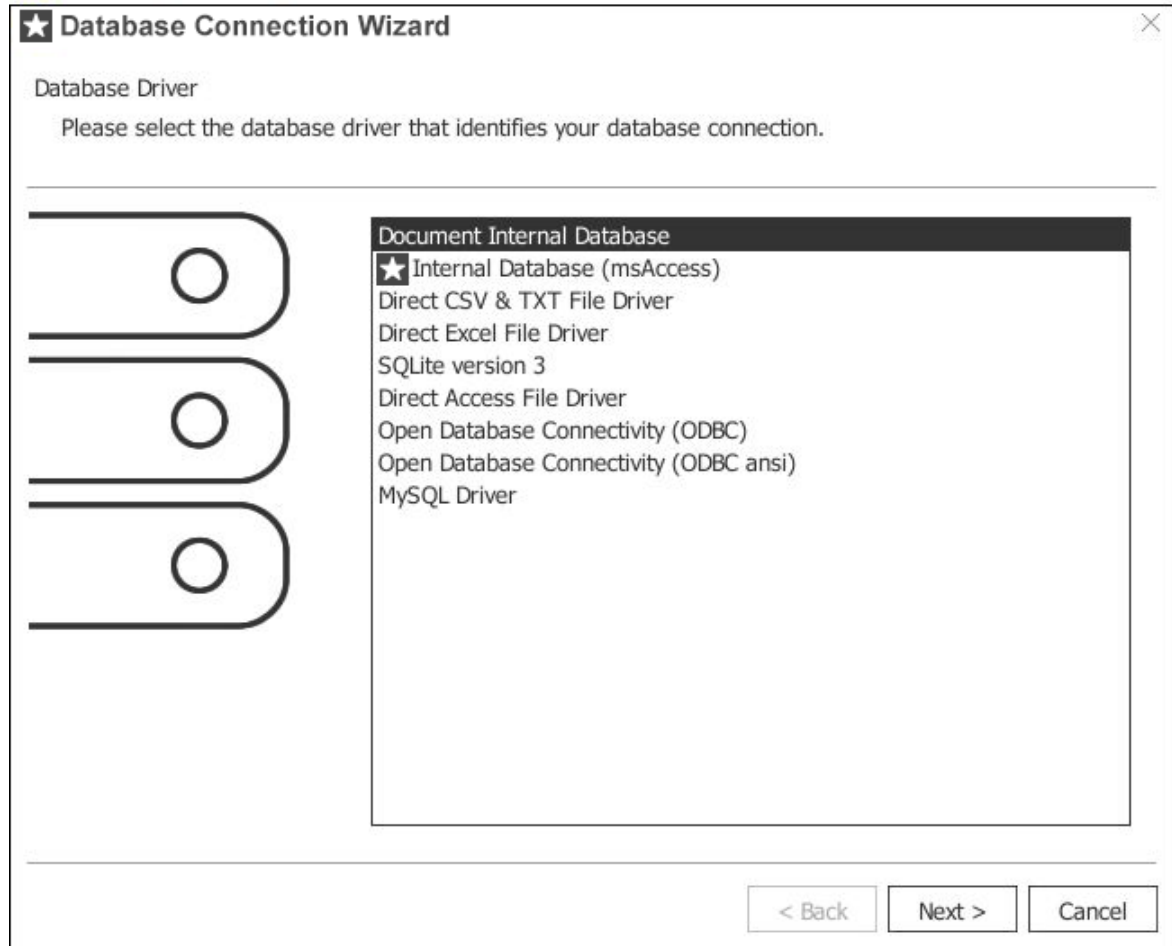 Database Connection Wizard
Database Driver
Please select the database driver that identifies your database connection.
Document Internal Database
Internal Database (msAccess)
Direct CSV & TXT File Driver
Direct Excel File Driver
SQLite version 3
Direct Access File Driver
Open Database Connectivity (ODBC)
Open Database Connectivity (ODBC ansi)
MySQL Driver
< Back Next > Cancel